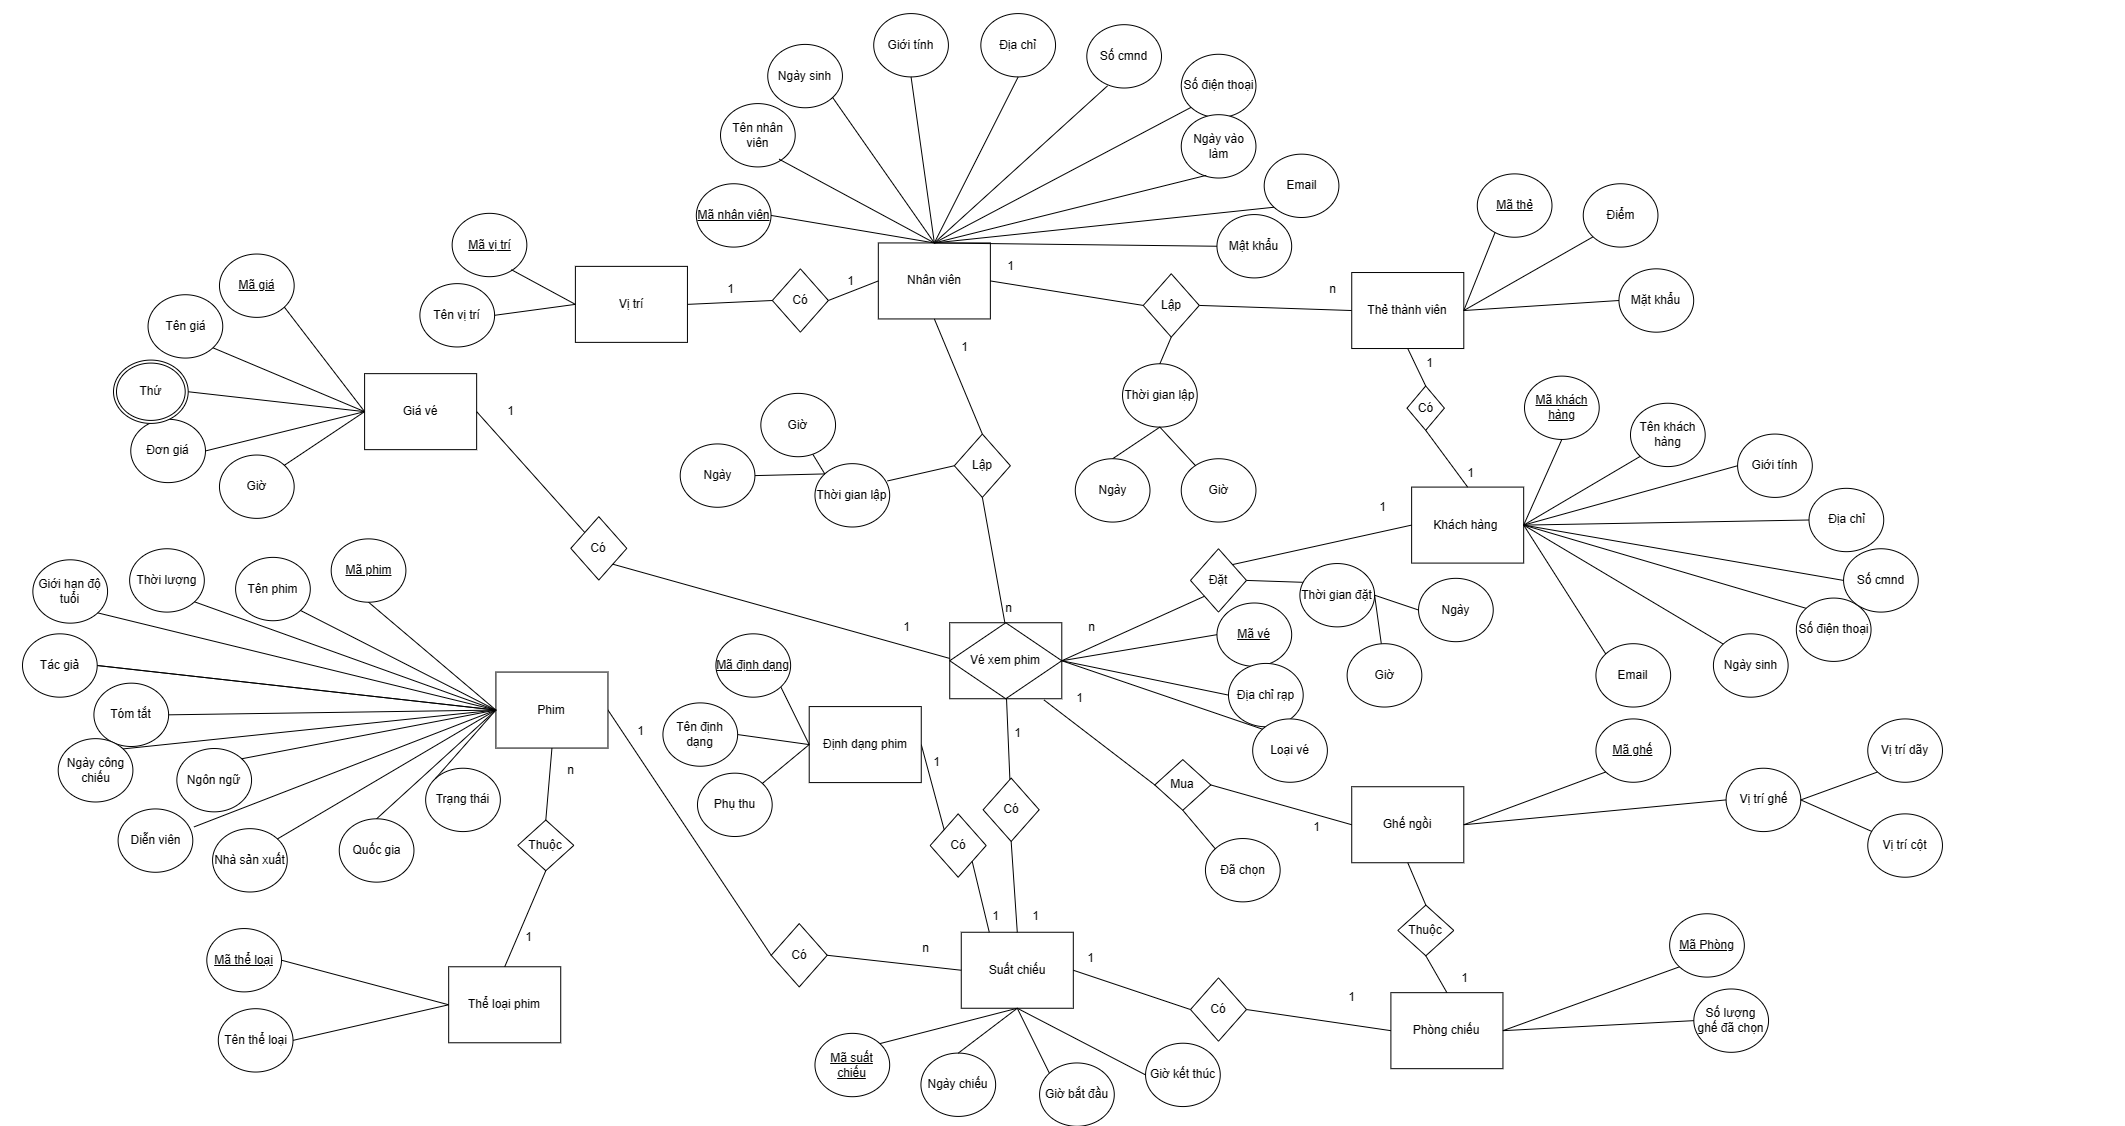 Giới tính
Địa chỉ
Số cmnd
Ngày sinh
Số điện thoại
Tên nhân
viên
Ngày vào
làm
Email
Mã nhân viên
Mật khẩu
Mã thẻ
Điểm
Mã vị trí
Tên vị trí
Vị trí
1
Có
1
Nhân viên
1
Lập
n
Thẻ thành viên
Mật khẩu
Mã giá
Tên giá
Thứ
Đơn giá
Giờ
Giá vé
1
1
1
Có
Thời gian lập
Ngày
Giờ
Giờ
Ngày
Thời gian lập
Lập
Mã khách
hàng
Tên khách
hàng
Giới tính
Địa chỉ
Số cmnd
Số điện thoại
Ngày sinh
Email
1
1
Khách hàng
Có
Đặt
Thời gian đặt
Ngày
Giờ
Giới hạn độ
tuổi
Thời lượng
Tên phim
Mã phim
Tác giả
Tóm tắt
Ngày công
chiếu
Ngôn ngữ
Diễn viên
Nhà sản xuất
Quốc gia
Trạng thái
Phim
1
n
Thuộc
1
Mã thể loại
Tên thể loại
Thể loại phim
1
n
Vé xem phim
n
Mã vé
Địa chỉ rạp
Loại vé
1
1
Mã định dạng
Tên định
dạng
Phụ thu
Định dạng phim
1
Có
Có
Mua
1
Đã chọn
Mã ghế
Vị trí ghế
Vị trí dãy
Vị trí cột
Ghế ngồi
Thuộc
1
1
1
Có
n
Suất chiếu
1
Có
1
Phòng chiếu
Mã Phòng
Số lượng
ghế đã chọn
Mã suất
chiếu
Ngày chiếu
Giờ bắt đầu
Giờ kết thúc